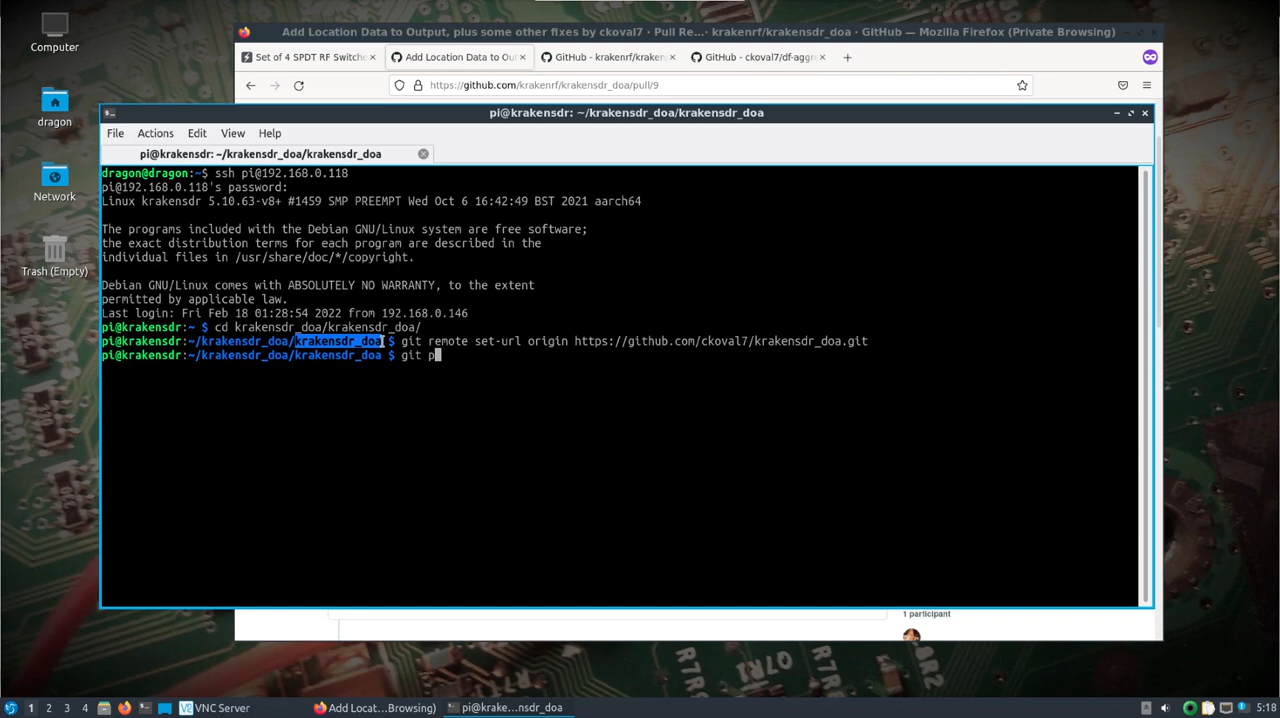 Computer
dragon
Network
Trash (Empty)
Add Location Data to Output, plus some other fixes by ckoval7 · Pull Re…· krakenrf/krakensdr_doa · GitHub — Mozilla Firefox (Private Browsing)
Set of 4 SPDT RF Switche
Add Location Data to Out
GitHub - krakenrf/kraken
GitHub - ckoval7/df-aggre
https://github.com/krakenrf/krakensdr_doa/pull/9
pi@krakensdr: ~/krakensdr_doa/krakensdr_doa
File Actions Edit View Help
pi@krakensdr: ~/krakensdr_doa/krakensdr_doa
dragon@dragon:~$ ssh pi@192.168.0.118
pi@192.168.0.118's password:
Linux krakensdr 5.10.63-v8+ #1459 SMP PREEMPT Wed Oct 6 16:42:49 BST 2021 aarch64
The programs included with the Debian GNU/Linux system are free software;
the exact distribution terms for each program are described in the
individual files in /usr/share/doc/*/copyright.
Debian GNU/Linux comes with ABSOLUTELY NO WARRANTY, to the extent
permitted by applicable law.
Last login: Fri Feb 18 01:28:54 2022 from 192.168.0.146
pi@krakensdr:~ $ cd krakensdr_doa/krakensdr_doa/
pi@krakensdr:~/krakensdr_doa/krakensdr_doa $ git remote set-url origin https://github.com/ckoval7/krakensdr_doa.git
pi@krakensdr:~/krakensdr_doa/krakensdr_doa $ git p
1 participant
R7R
R7R
R7
1 2 3 4
VNC Server
Add Locat…Browsing)
pi@krake…nsdr_doa
5:18